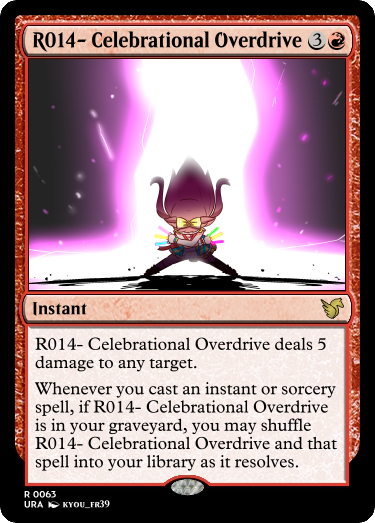 R014- Celebrational Overdrive 3
Instant
R014- Celebrational Overdrive deals 5
damage to any target.
Whenever you cast an instant or sorcery
spell, if R014- Celebrational Overdrive
is in your graveyard, you may shuffle
R014- Celebrational Overdrive and that
spell into your library as it resolves.
R 0063
URA KYOU_FR39